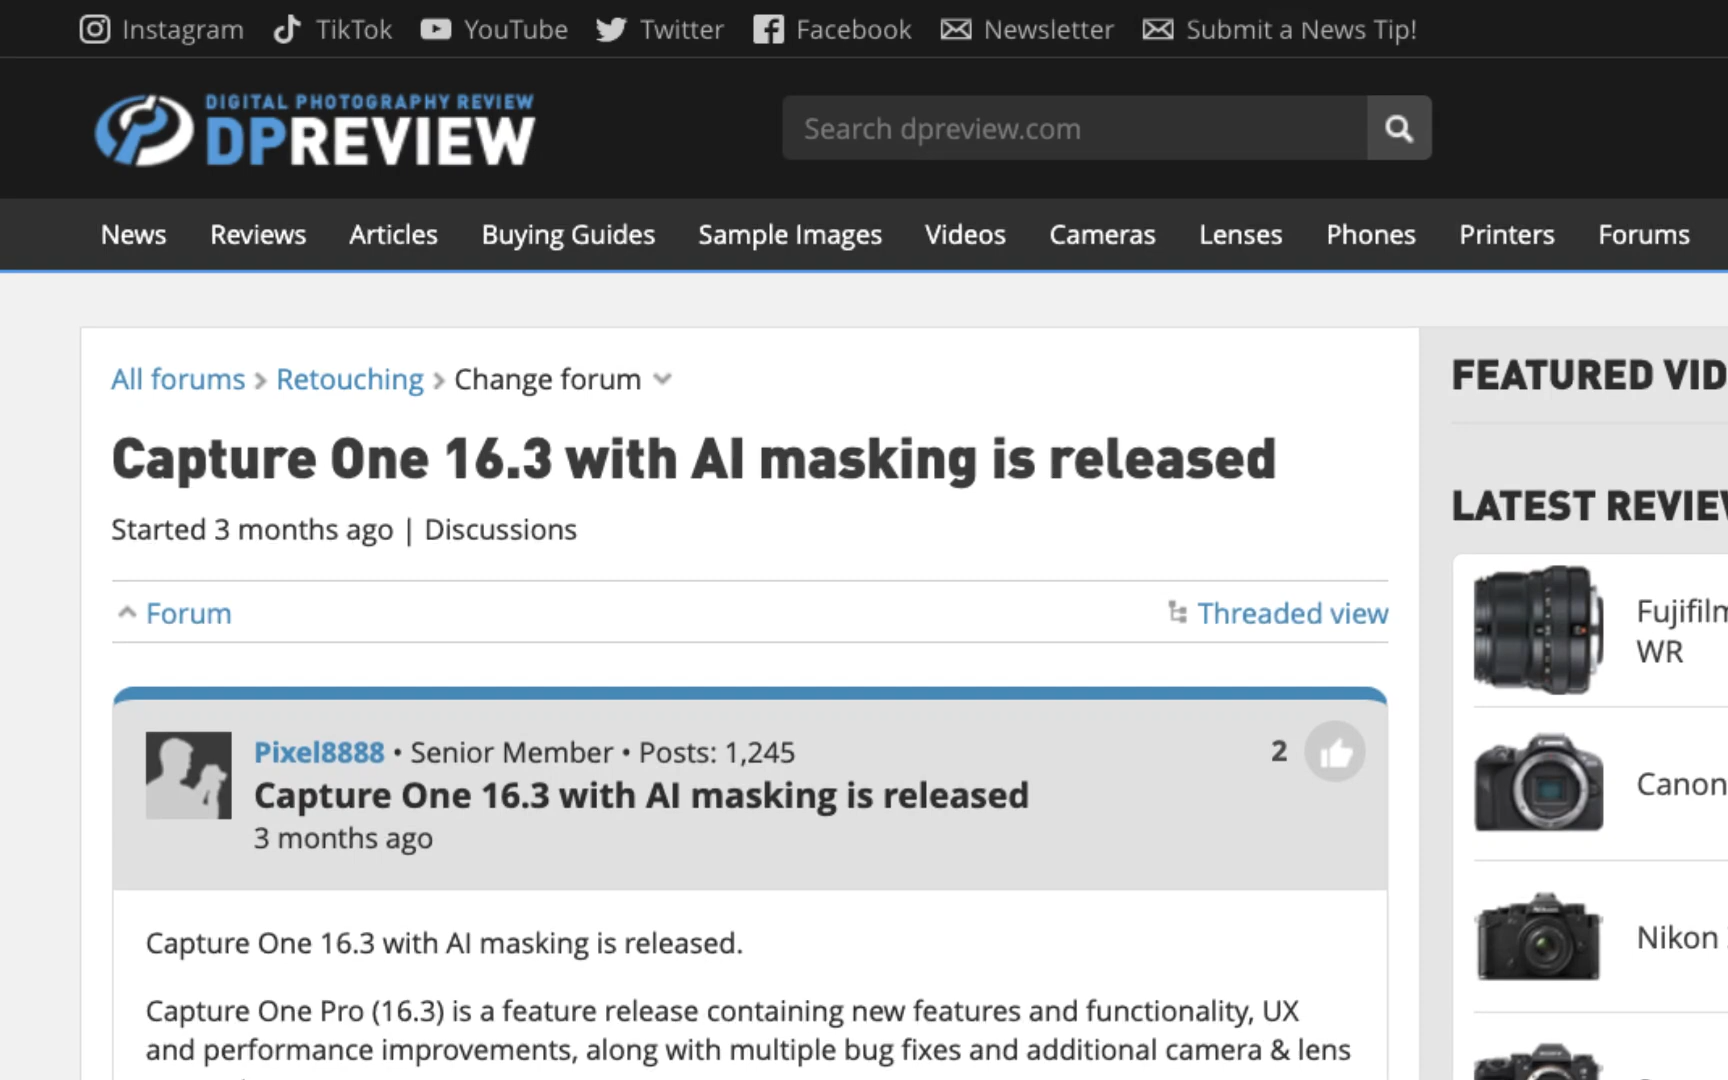 Instagram TikTok YouTube Twitter Facebook Newsletter Submit a News Tip!
DIGITAL PHOTOGRAPHY REVIEW
DPREVIEW
Search dpreview.com
News Reviews Articles Buying Guides Sample Images Videos Cameras Lenses Phones Printers Forums
All forums > Retouching > Change forum
Capture One 16.3 with AI masking is released
Started 3 months ago | Discussions
Forum
Threaded view
Pixel8888 • Senior Member • Posts: 1,245
Capture One 16.3 with AI masking is released
3 months ago
2
Capture One 16.3 with AI masking is released.
Capture One Pro (16.3) is a feature release containing new features and functionality, UX
and performance improvements, along with multiple bug fixes and additional camera & lens
FEATURED VID
LATEST REVIEW
Fujifilm
WR
Canon
Nikon